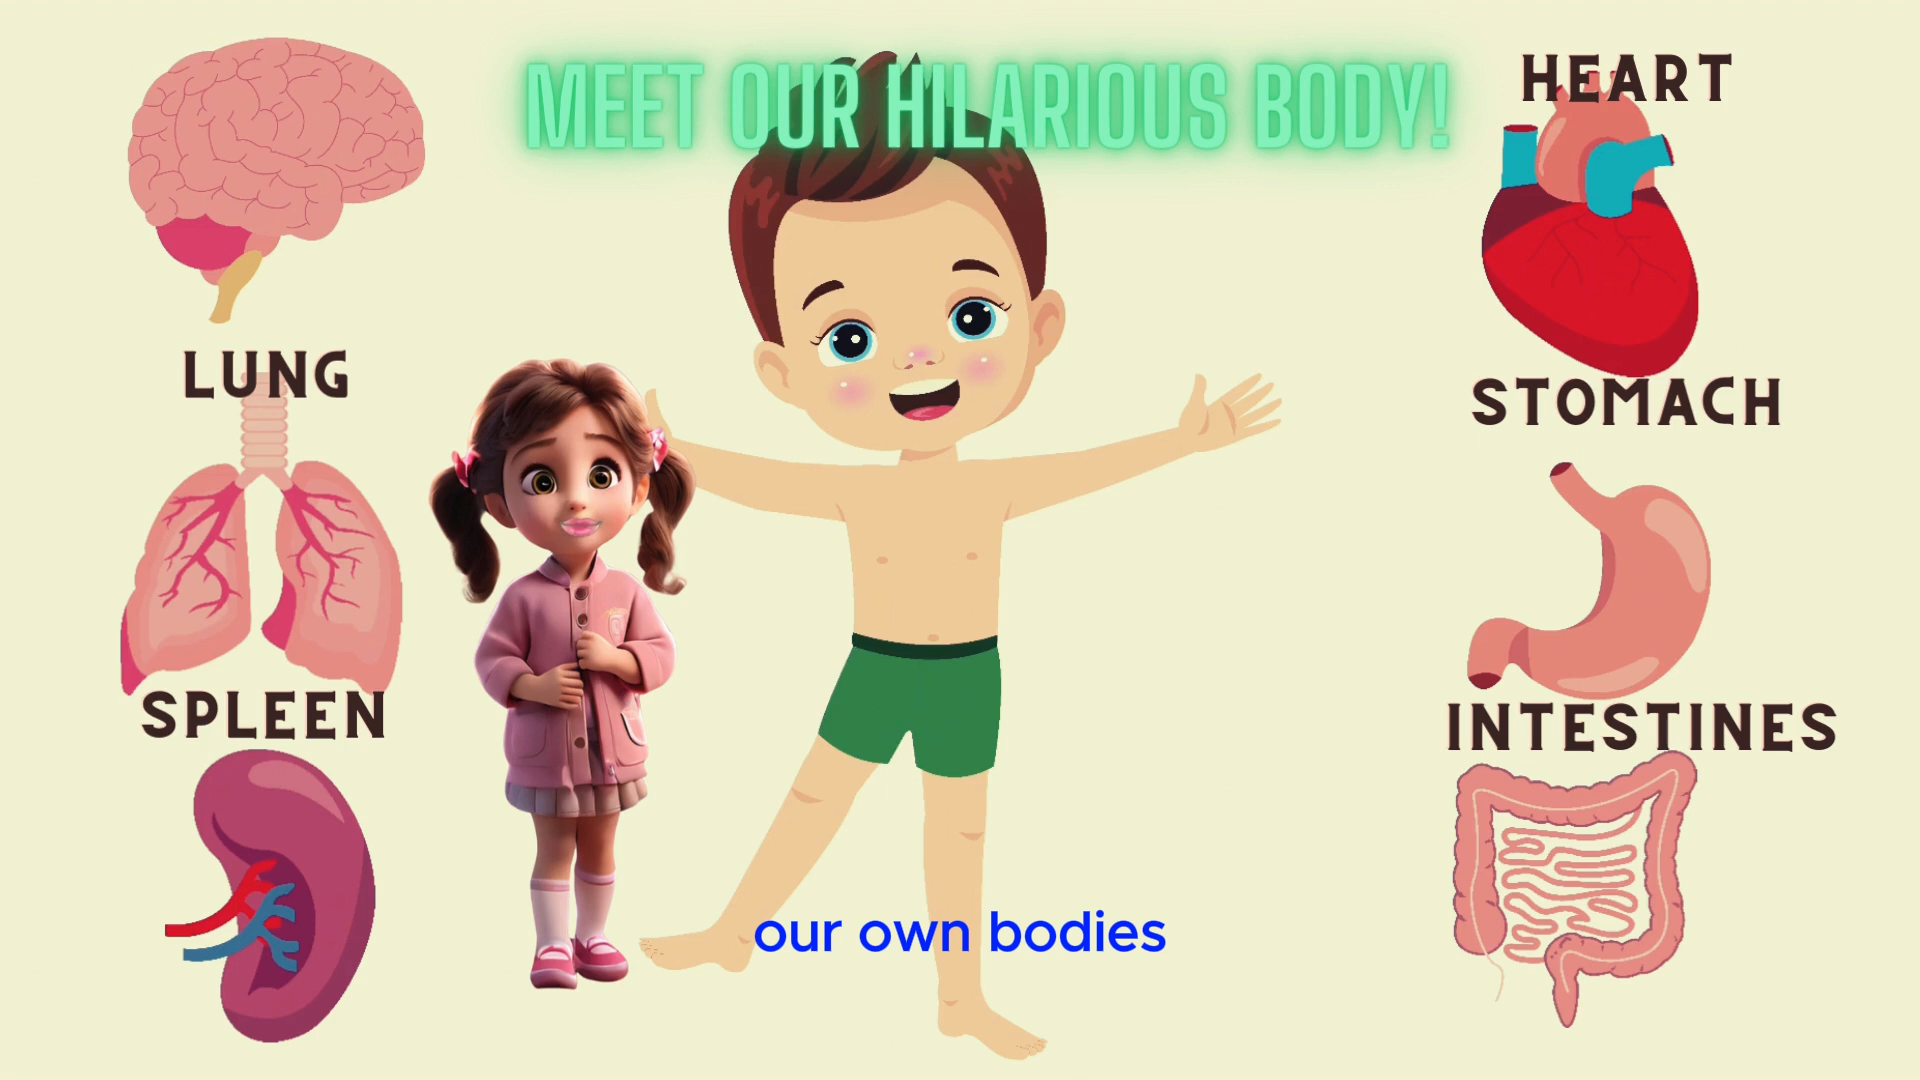 MEET OUR HILARIOUS BODY!
HEART
LUNG
STOMACH
SPLEEN
INTESTINES
our own bodies